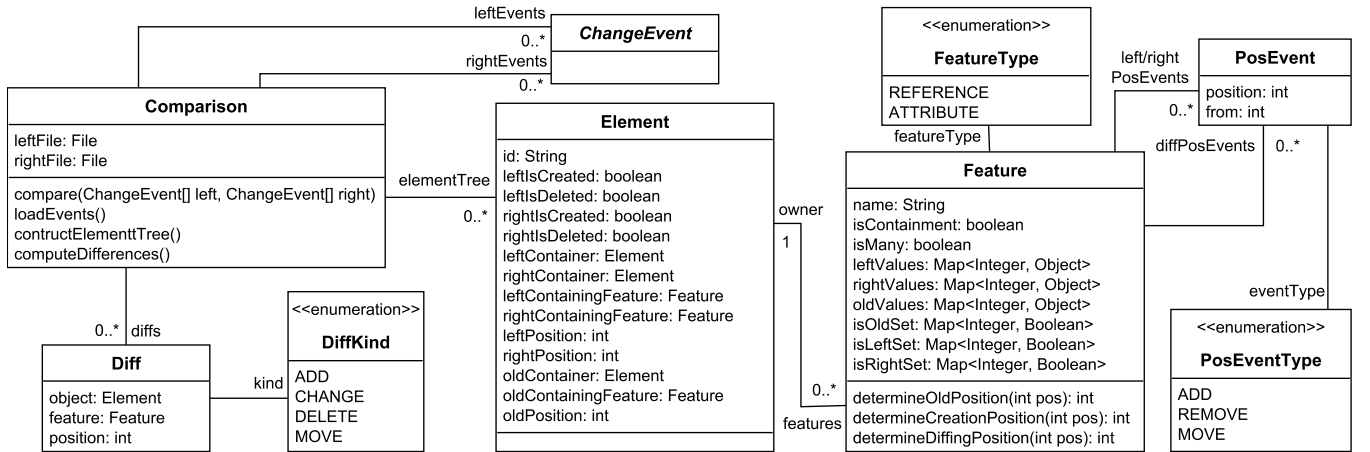 leftEvents
0..*
rightEvents
0..*
ChangeEvent
Comparison
leftFile: File
rightFile: File
compare(ChangeEvent[] left, ChangeEvent[] right)
loadEvents()
contructElementtTree()
computeDifferences()
elementTree
0..*
0..* diffs
Diff
object: Element
feature: Feature
position: int
kind
<<enumeration>>
DiffKind
ADD
CHANGE
DELETE
MOVE
Element
id: String
leftIsCreated: boolean
leftIsDeleted: boolean
rightIsCreated: boolean
rightIsDeleted: boolean
leftContainer: Element
rightContainer: Element
leftContainingFeature: Feature
rightContainingFeature: Feature
leftPosition: int
rightPosition: int
oldContainer: Element
oldContainingFeature: Feature
oldPosition: int
owner
1
0..*
features
<<enumeration>>
FeatureType
REFERENCE
ATTRIBUTE
featureType
Feature
name: String
isContainment: boolean
isMany: boolean
leftValues: Map<Integer, Object>
rightValues: Map<Integer, Object>
oldValues: Map<Integer, Object>
isOldSet: Map<Integer, Boolean>
isLeftSet: Map<Integer, Boolean>
isRightSet: Map<Integer, Boolean>
determineOldPosition(int pos): int
determineCreationPosition(int pos): int
determineDiffingPosition(int pos): int
left/right
PosEvents
0..*
diffPosEvents
0..*
PosEvent
position: int
from: int
eventType
<<enumeration>>
PosEventType
ADD
REMOVE
MOVE